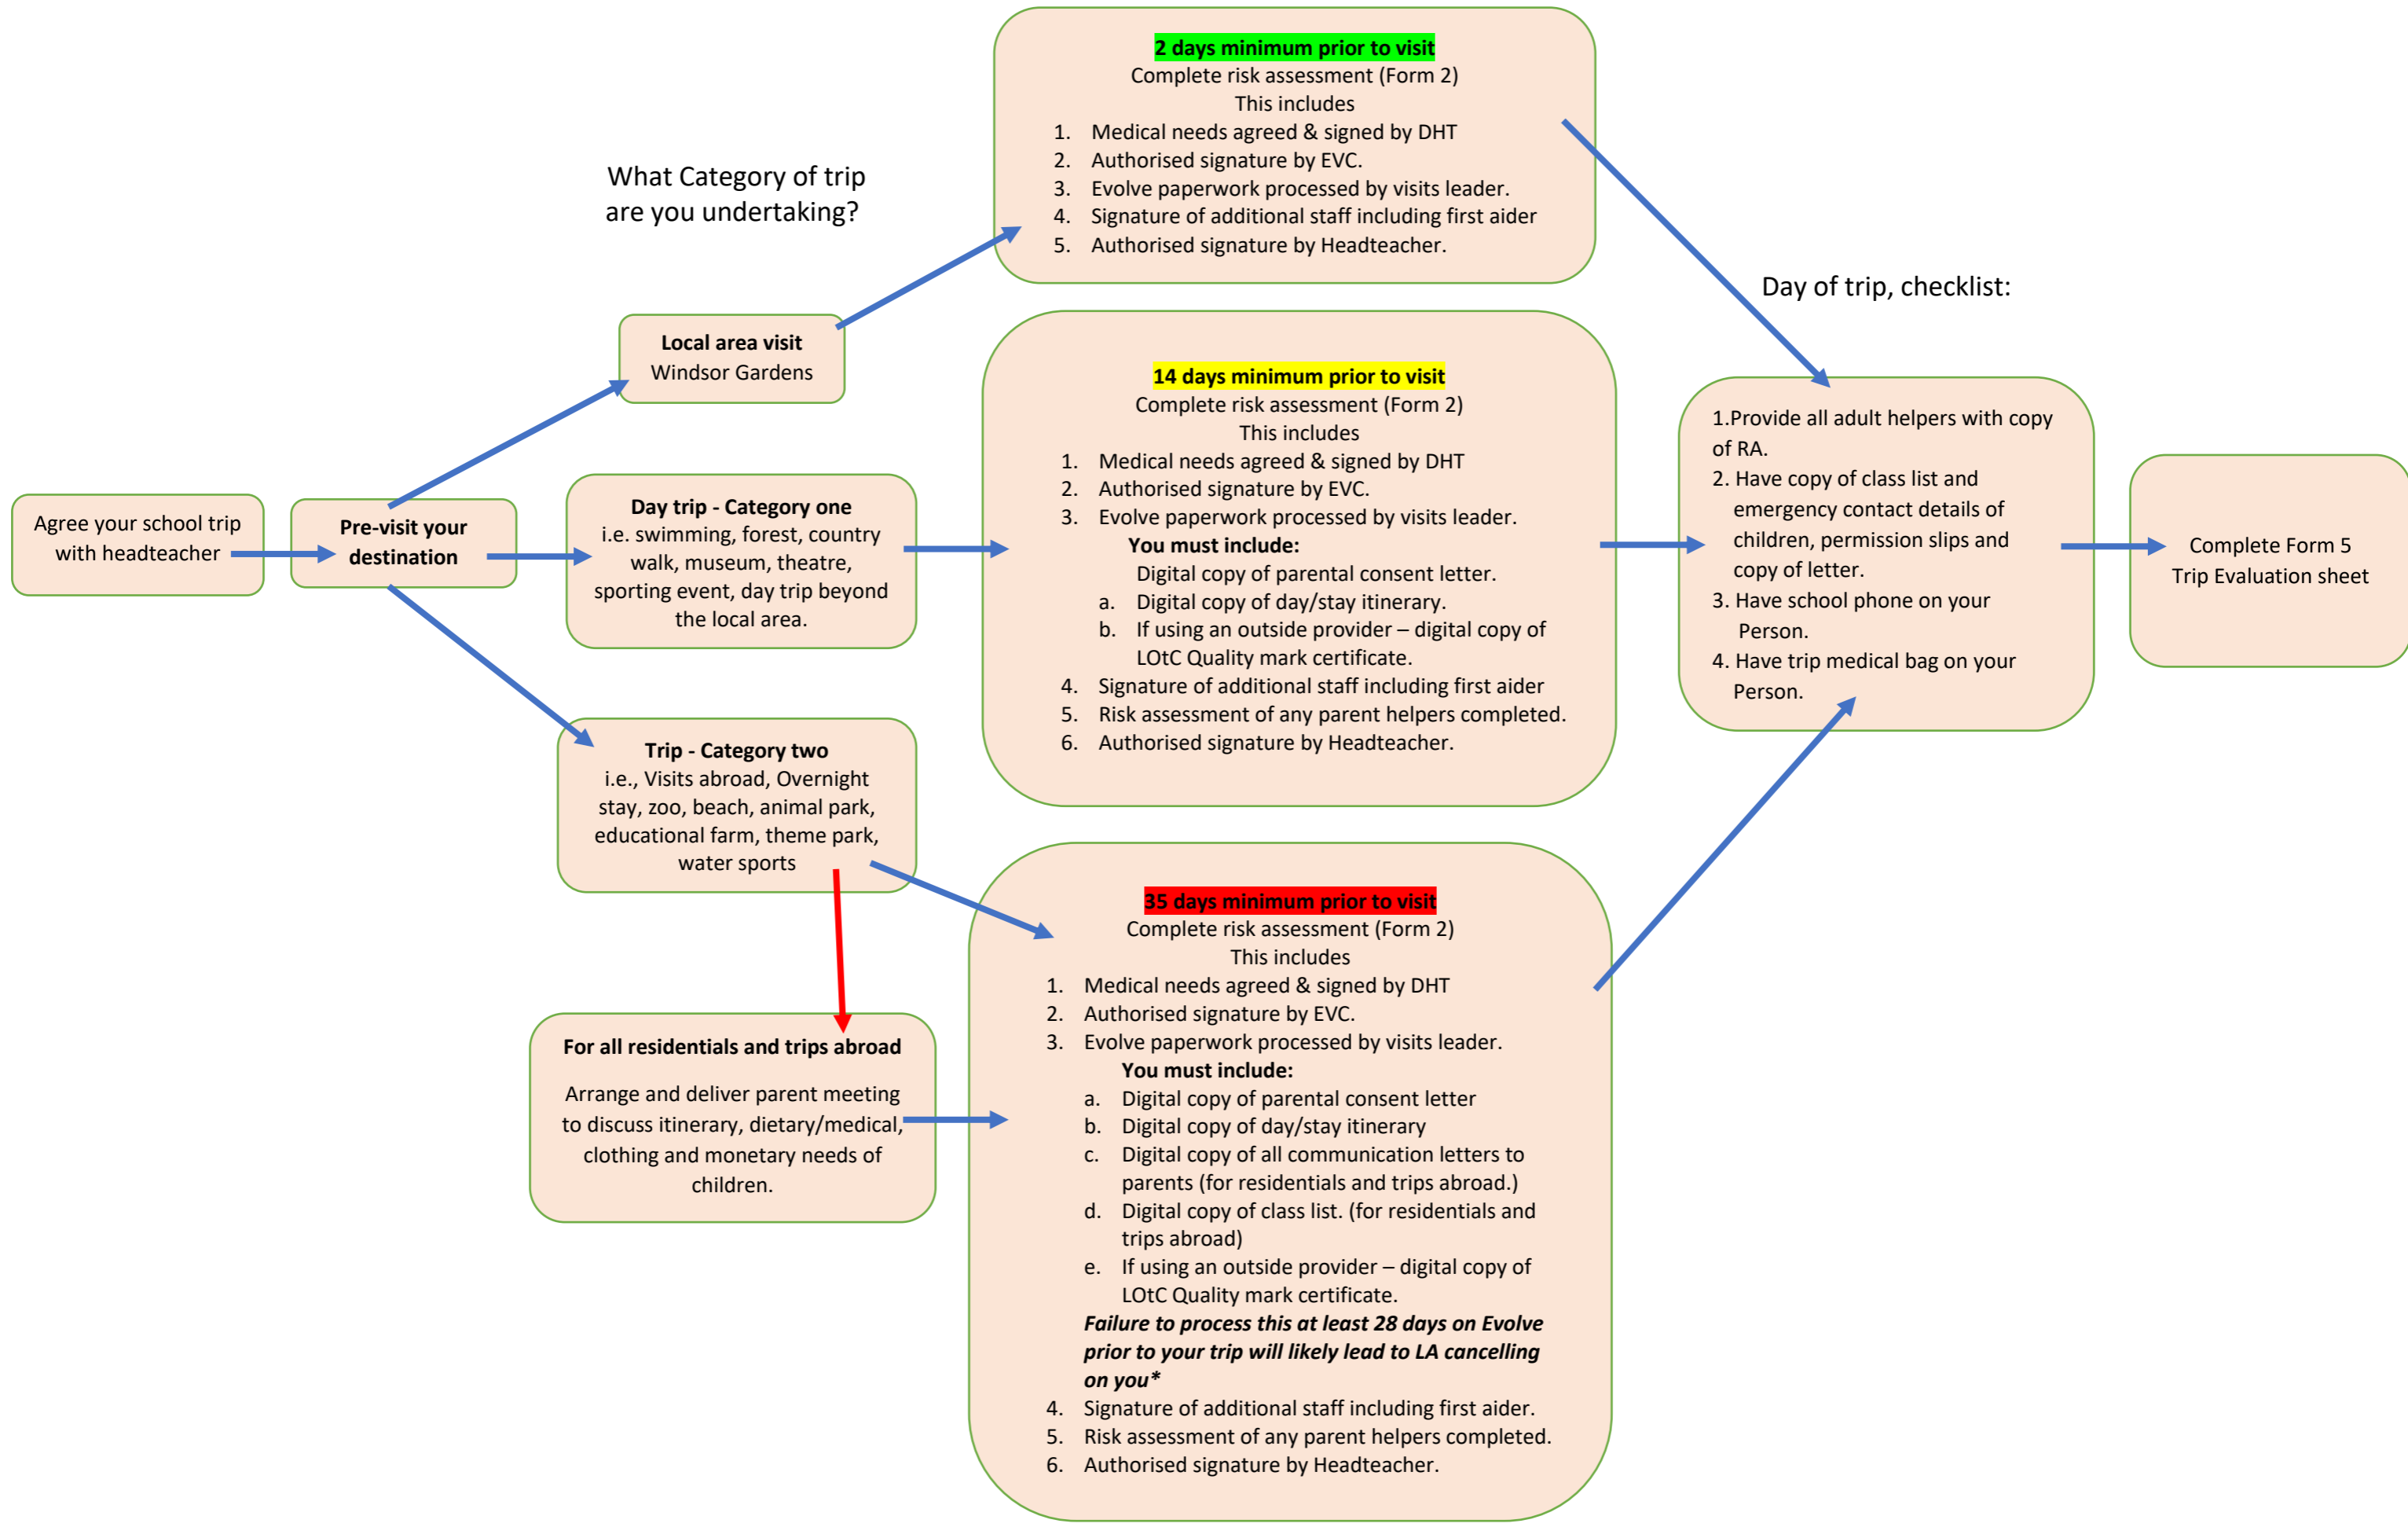 Agree your school trip
with headteacher
Pre-visit your
destination
What Category of trip
are you undertaking?
Local area visit
Windsor Gardens
Day trip - Category one
i.e. swimming, forest, country
walk, museum, theatre,
sporting event, day trip beyond
the local area.
Trip - Category two
i.e., Visits abroad, Overnight
stay, zoo, beach, animal park,
educational farm, theme park,
water sports
For all residentials and trips abroad
Arrange and deliver parent meeting
to discuss itinerary, dietary/medical,
clothing and monetary needs of
children.
2 days minimum prior to visit
Complete risk assessment (Form 2)
This includes
1. Medical needs agreed & signed by DHT
2. Authorised signature by EVC.
3. Evolve paperwork processed by visits leader.
4. Signature of additional staff including first aider
5. Authorised signature by Headteacher.
14 days minimum prior to visit
Complete risk assessment (Form 2)
This includes
1. Medical needs agreed & signed by DHT
2. Authorised signature by EVC.
3. Evolve paperwork processed by visits leader.
You must include:
Digital copy of parental consent letter.
a. Digital copy of day/stay itinerary.
b. If using an outside provider – digital copy of
LOtC Quality mark certificate.
4. Signature of additional staff including first aider
5. Risk assessment of any parent helpers completed.
6. Authorised signature by Headteacher.
35 days minimum prior to visit
Complete risk assessment (Form 2)
This includes
1. Medical needs agreed & signed by DHT
2. Authorised signature by EVC.
3. Evolve paperwork processed by visits leader.
You must include:
a. Digital copy of parental consent letter
b. Digital copy of day/stay itinerary
c. Digital copy of all communication letters to
parents (for residentials and trips abroad.)
d. Digital copy of class list. (for residentials and
trips abroad)
e. If using an outside provider – digital copy of
LOtC Quality mark certificate.
Failure to process this at least 28 days on Evolve
prior to your trip will likely lead to LA cancelling
on you*
4. Signature of additional staff including first aider.
5. Risk assessment of any parent helpers completed.
6. Authorised signature by Headteacher.
Day of trip, checklist:
1.Provide all adult helpers with copy
of RA.
2. Have copy of class list and
emergency contact details of
children, permission slips and
copy of letter.
3. Have school phone on your
Person.
4. Have trip medical bag on your
Person.
Complete Form 5
Trip Evaluation sheet